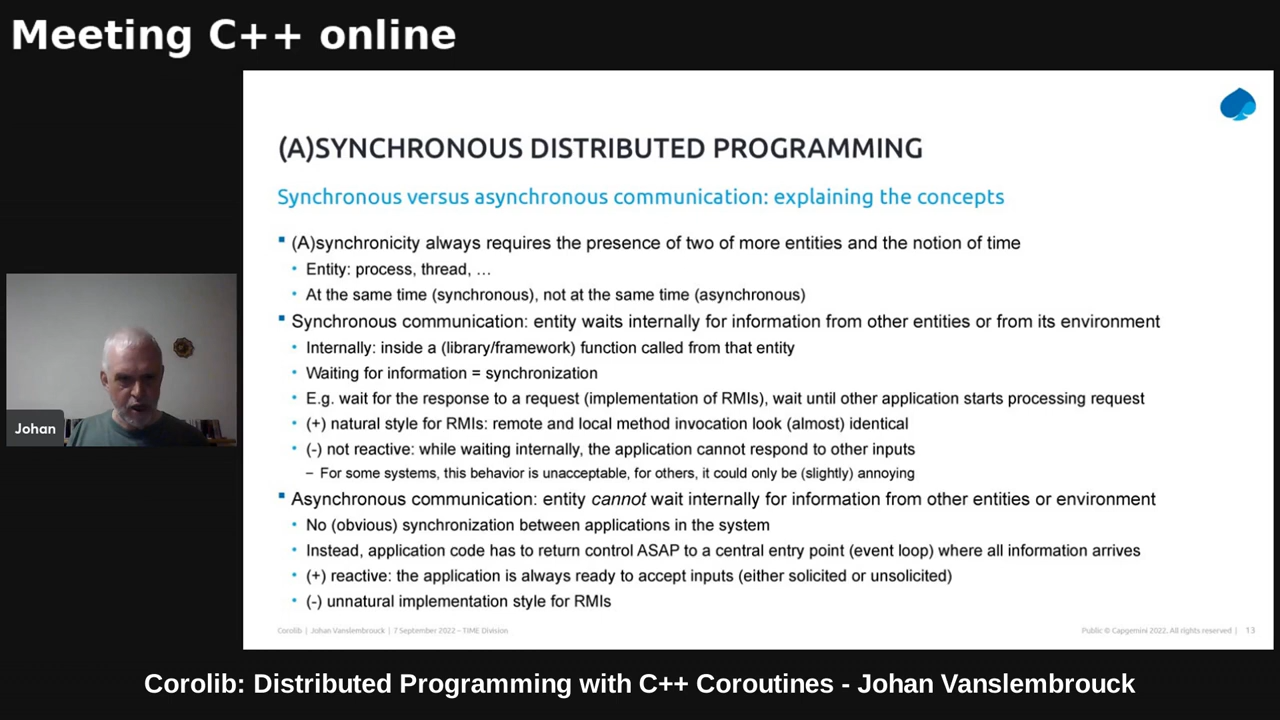 Meeting C++ online
(A)SYNCHRONOUS DISTRIBUTED PROGRAMMING
Synchronous versus asynchronous communication: explaining the concepts
(A)synchronicity always requires the presence of two of more entities and the notion of time
Entity: process, thread, …
At the same time (synchronous), not at the same time (asynchronous)
Synchronous communication: entity waits internally for information from other entities or from its environment
Internally: inside a (library/framework) function called from that entity
Waiting for information = synchronization
E.g. wait for the response to a request (implementation of RMIs), wait until other application starts processing request
(+) natural style for RMIs: remote and local method invocation look (almost) identical
(-) not reactive: while waiting internally, the application cannot respond to other inputs
– For some systems, this behavior is unacceptable, for others, it could only be (slightly) annoying
Asynchronous communication: entity cannot wait internally for information from other entities or environment
No (obvious) synchronization between applications in the system
Instead, application code has to return control ASAP to a central entry point (event loop) where all information arrives
(+) reactive: the application is always ready to accept inputs (either solicited or unsolicited)
(-) unnatural implementation style for RMIs
Corolib | Johan Vanslembrouck | 7 September 2022 – TIME Division
Public © Capgemini 2022. All rights reserved | 13
Johan
Corolib: Distributed Programming with C++ Coroutines - Johan Vanslembrouck